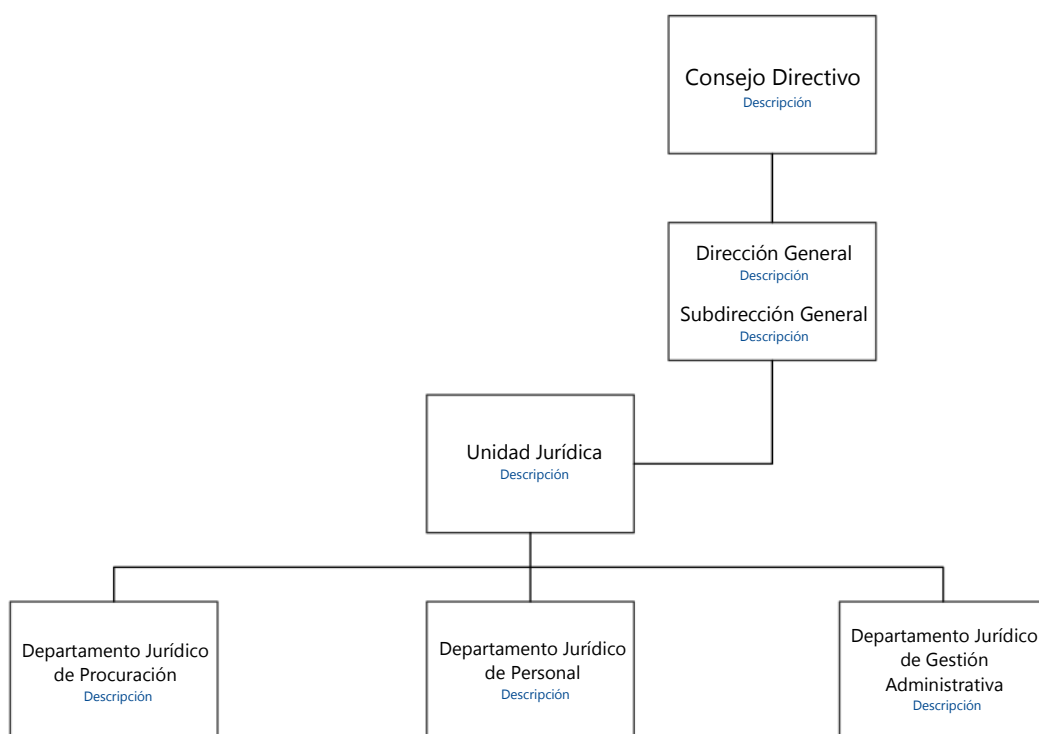 Consejo Directivo
Descripción
Dirección General
Descripción
Subdirección General
Descripción
Unidad Jurídica
Descripción
Departamento Jurídico
de Procuración
Descripción
Departamento Jurídico
de Personal
Descripción
Departamento Jurídico
de Gestión
Administrativa
Descripción